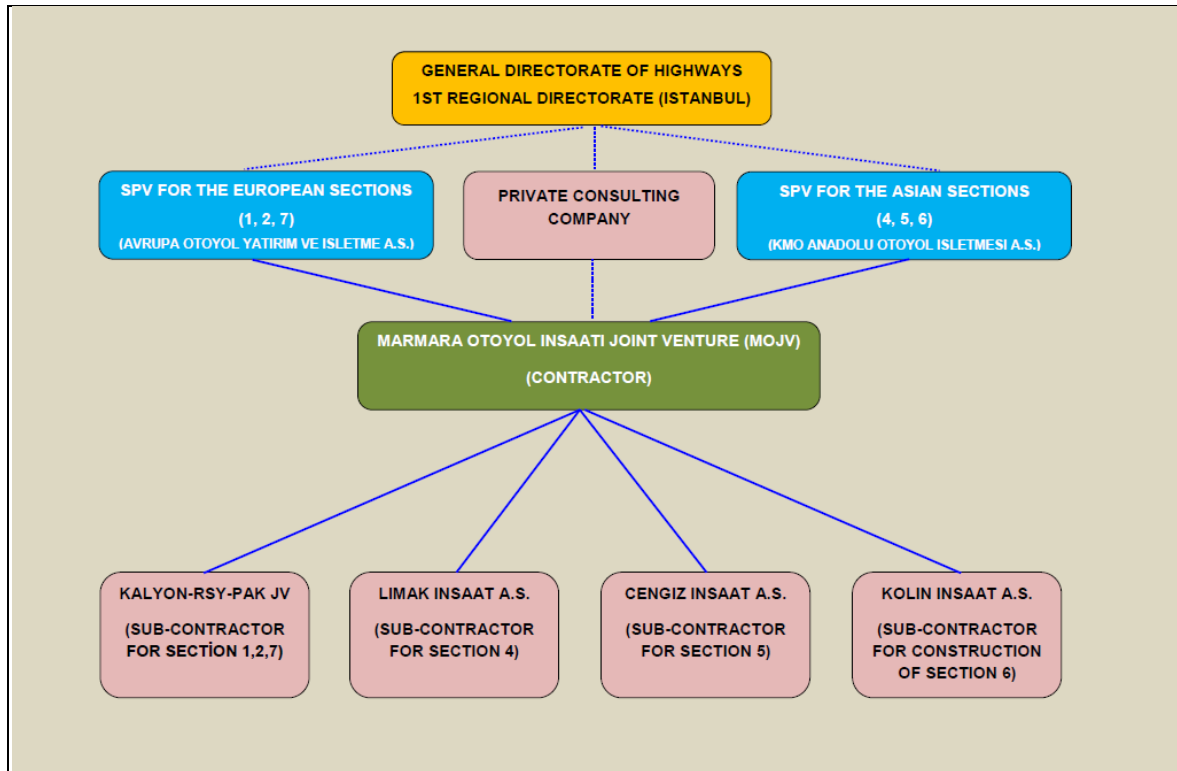 GENERAL DIRECTORATE OF HIGHWAYS
1ST REGIONAL DIRECTORATE (ISTANBUL)
SPV FOR THE EUROPEAN SECTIONS
(1, 2, 7)
(AVRUPA OTOYOL YATIRIM VE ISLETME A.S.)
PRIVATE CONSULTING
COMPANY
SPV FOR THE ASIAN SECTIONS
(4, 5, 6)
(KMO ANADOLU OTOYOL ISLETMESI A.S.)
MARMARA OTOYOL INSAATI JOINT VENTURE (MOJV)
(CONTRACTOR)
KALYON-RSY-PAK JV
(SUB-CONTRACTOR
FOR SECTİON 1,2,7)
LIMAK INSAAT A.S.
(SUB-CONTRACTOR
FOR SECTION 4)
CENGIZ INSAAT A.S.
(SUB-CONTRACTOR
FOR SECTION 5)
KOLIN INSAAT A.S.
(SUB-CONTRACTOR
FOR CONSTRUCTION
OF SECTION 6)